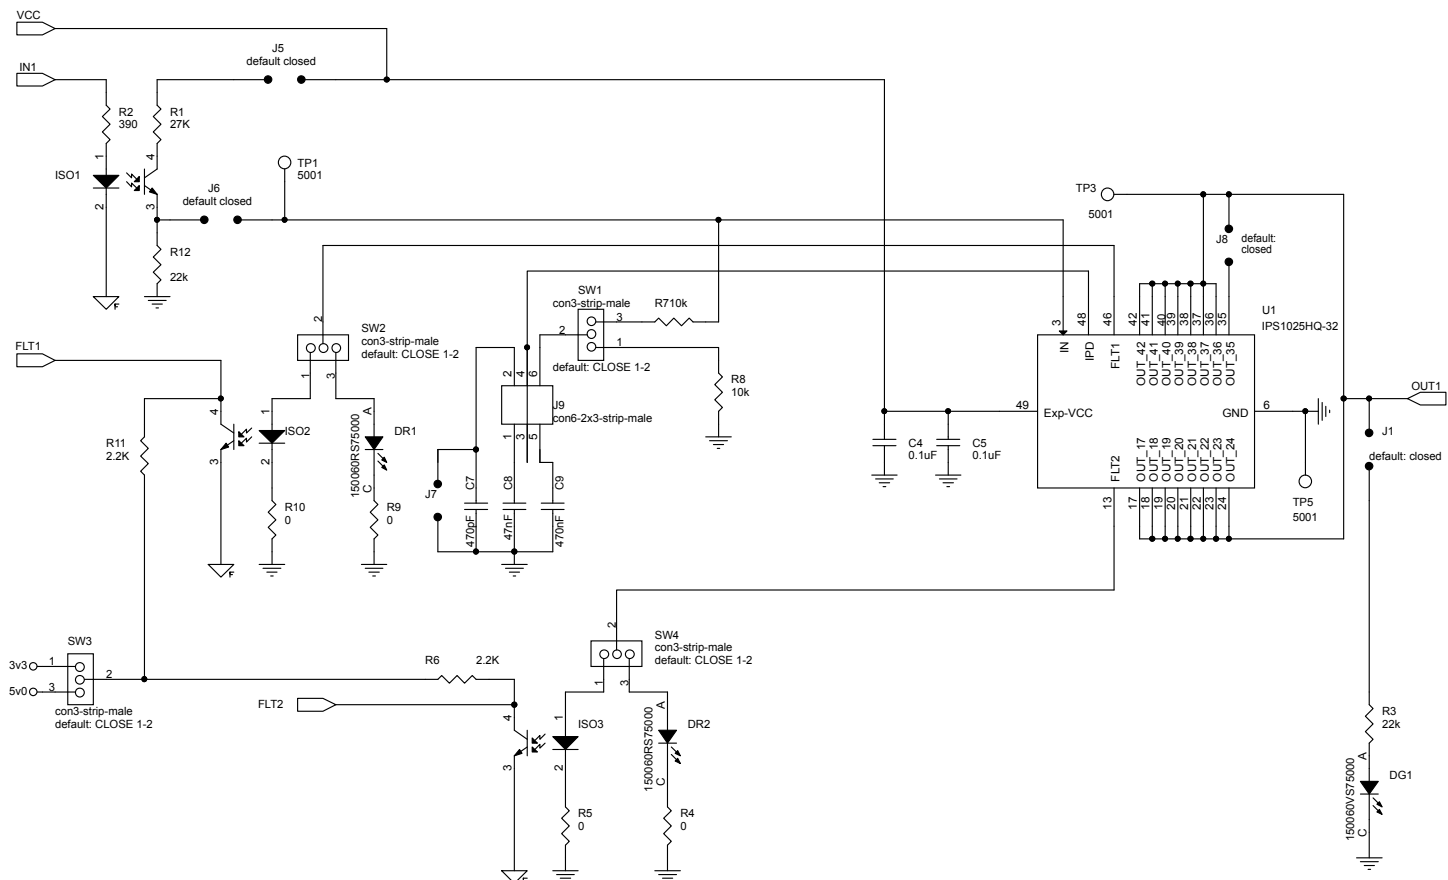 VCC
J5
default closed
IN1
R2
390
R1
27K
1
4
TP1
5001
ISO1
J6
default closed
2
3
R12
22k
F
TP3
5001
J8
default:
closed
SW1
con3-strip-male
3
2
1
R710k
default: CLOSE 1-2
R8
10k
2
SW2
con3-strip-male
default: CLOSE 1-2
1
3
FLT1
4
3
R11
2.2K
1
ISO2
2
A
DR1
150060RS75000
C
R10
0
R9
0
F
2
4
6
J9
con6-2x3-strip-male
1
3
5
J7
C7
470pF
C8
47nF
C9
470nF
3
48
46
42
41
40
39
38
37
36
35
U1
IPS1025HQ-32
IN
IPD
FLT1
OUT_42
OUT_41
OUT_40
OUT_39
OUT_38
OUT_37
OUT_36
OUT_35
49
Exp-VCC
GND
6
OUT1
J1
default: closed
C4
0.1uF
C5
0.1uF
FLT2
OUT_17
OUT_18
OUT_19
OUT_20
OUT_21
OUT_22
OUT_23
OUT_24
13
17
18
19
20
21
22
23
24
TP5
5001
SW3
3v3
1
2
5v0
3
con3-strip-male
default: CLOSE 1-2
R6
2.2K
2
SW4
con3-strip-male
default: CLOSE 1-2
1
3
FLT2
4
3
1
ISO3
2
A
DR2
150060RS75000
C
R5
0
R4
0
F
R3
22k
A
DG1
150060VS75000
C